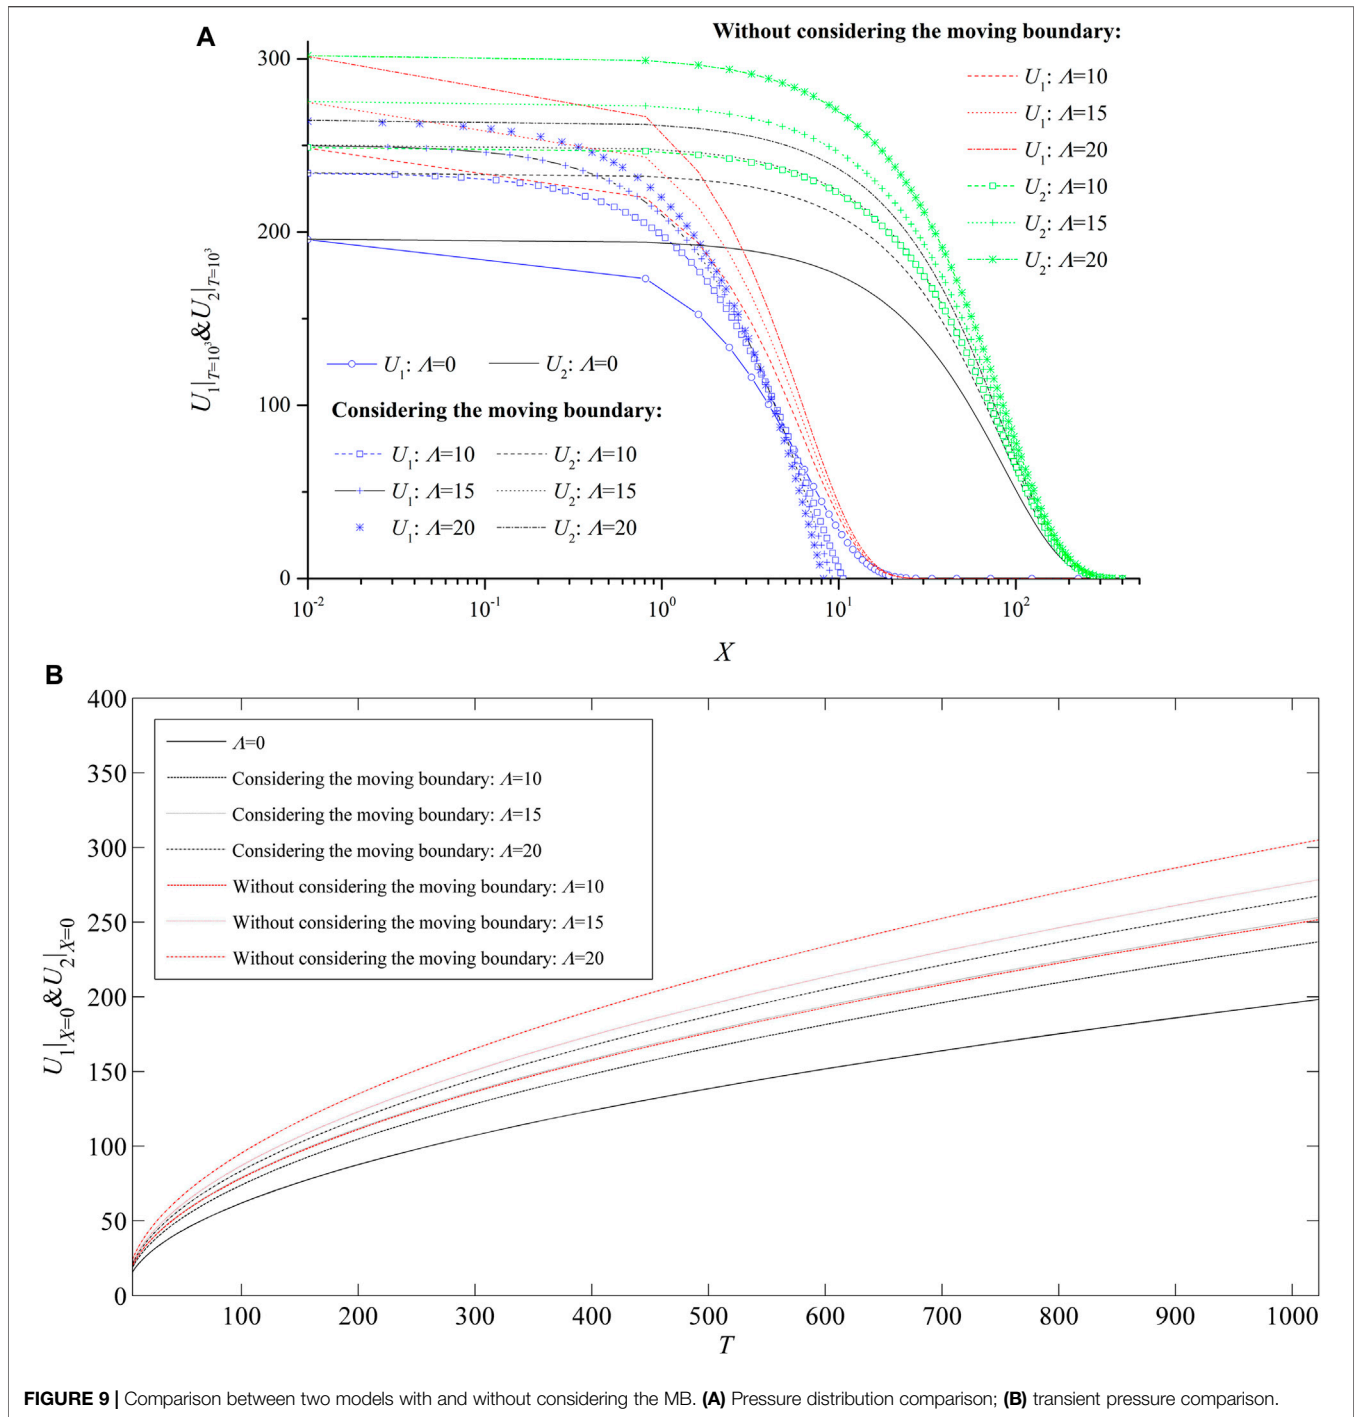 A
Without considering the moving boundary:
U1: Λ=10
U1: Λ=15
U1: Λ=20
U2: Λ=10
U2: Λ=15
U2: Λ=20
300
200
100
0
U1|T=10³&U2|T=10³
U1: Λ=0 U2: Λ=0
Considering the moving boundary:
U1: Λ=10 U2: Λ=10
U1: Λ=15 U2: Λ=15
U1: Λ=20 U2: Λ=20
10⁻² 10⁻¹ 10⁰ 10¹ 10²
X
B
400
350
300
250
200
150
100
50
0
U1|X=0&U2|X=0
Λ=0
Considering the moving boundary: Λ=10
Considering the moving boundary: Λ=15
Considering the moving boundary: Λ=20
Without considering the moving boundary: Λ=10
Without considering the moving boundary: Λ=15
Without considering the moving boundary: Λ=20
100 200 300 400 500 600 700 800 900 1000
T
FIGURE 9 | Comparison between two models with and without considering the MB. (A) Pressure distribution comparison; (B) transient pressure comparison.